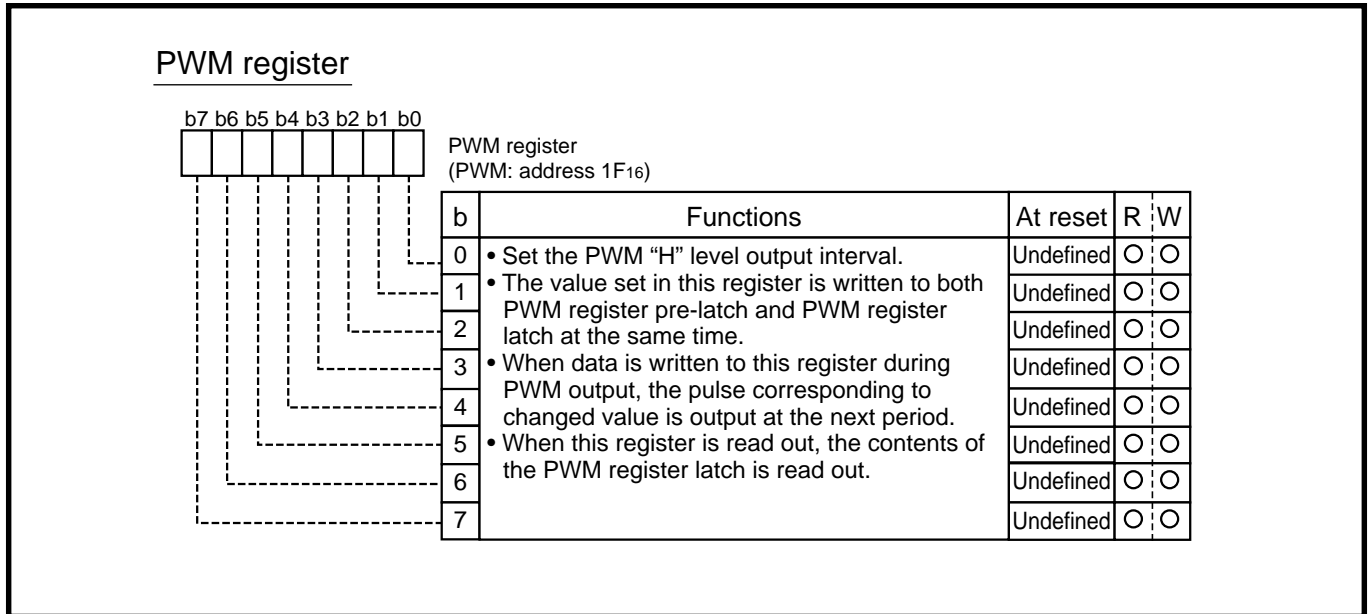 PWM register
b7 b6 b5 b4 b3 b2 b1 b0
PWM register
(PWM: address 1F16)
b Functions At reset R W
0 • Set the PWM “H” level output interval. Undefined O O
1 • The value set in this register is written to both Undefined O O
PWM register pre-latch and PWM register
2 latch at the same time. Undefined O O
3 • When data is written to this register during Undefined O O
PWM output, the pulse corresponding to
4 changed value is output at the next period. Undefined O O
5 • When this register is read out, the contents of Undefined O O
the PWM register latch is read out.
6 Undefined O O
7 Undefined O O